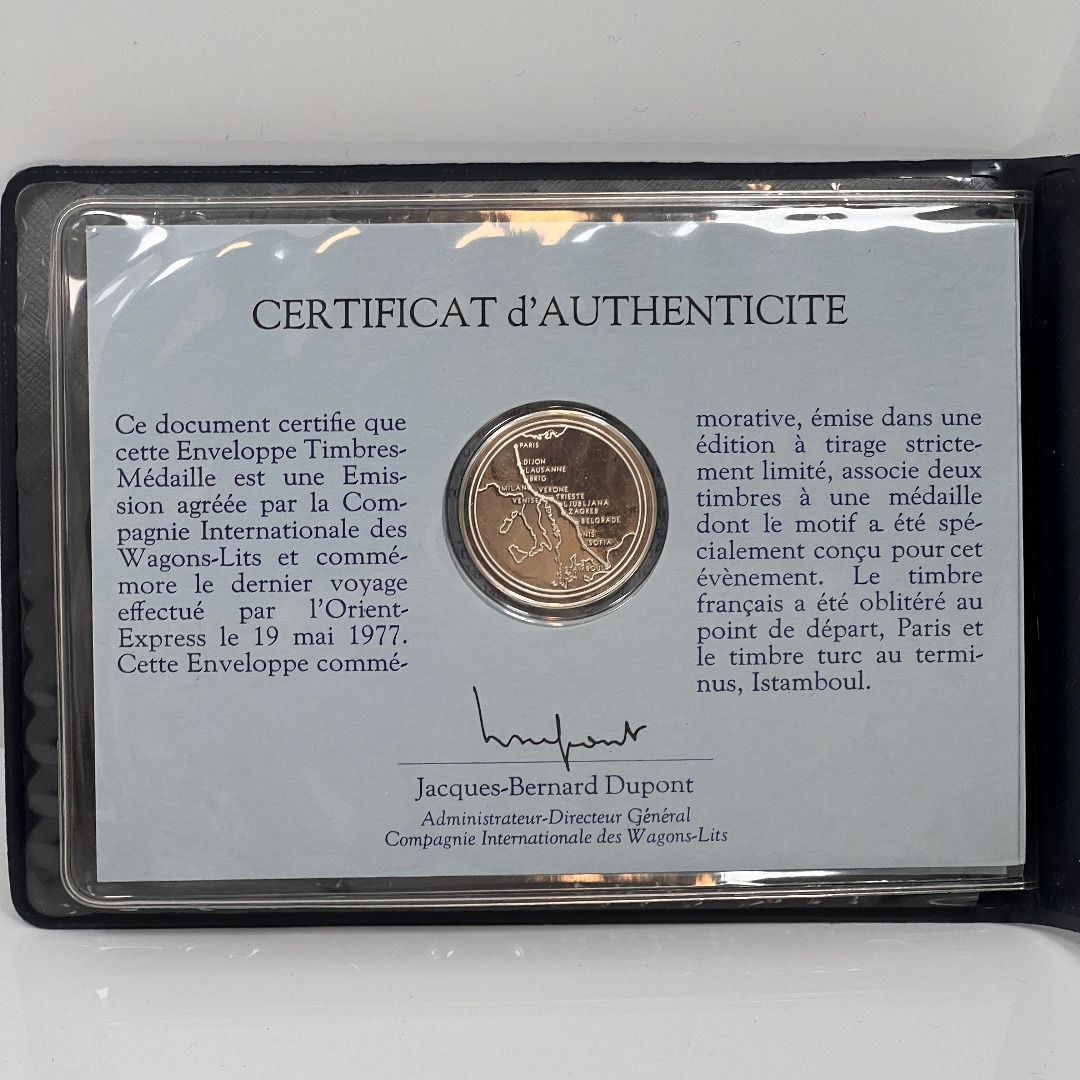 CERTIFICAT d'AUTHENTICITE
Ce document certifie que
cette Enveloppe Timbres-
Médaille est une Emis-
sion agréée par la Com-
pagnie Internationale des
Wagons-Lits et commé-
more le dernier voyage
effectué par l'Orient-
Express le 19 mai 1977.
Cette Enveloppe commé-
PARIS
DIJON
LAUSANNE
BRIG
MILAN VERONE
VENISE TRIESTE
LJUBLJANA
ZAGREB
BELGRADE
NIS
SOFIA
morative, émise dans une
édition à tirage stricte-
ment limité, associe deux
timbres à une médaille
dont le motif a été spé-
cialement conçu pour cet
évènement. Le timbre
français a été oblitéré au
point de départ, Paris et
le timbre turc au termi-
nus, Istamboul.
Jacques-Bernard Dupont
Administrateur-Directeur Général
Compagnie Internationale des Wagons-Lits